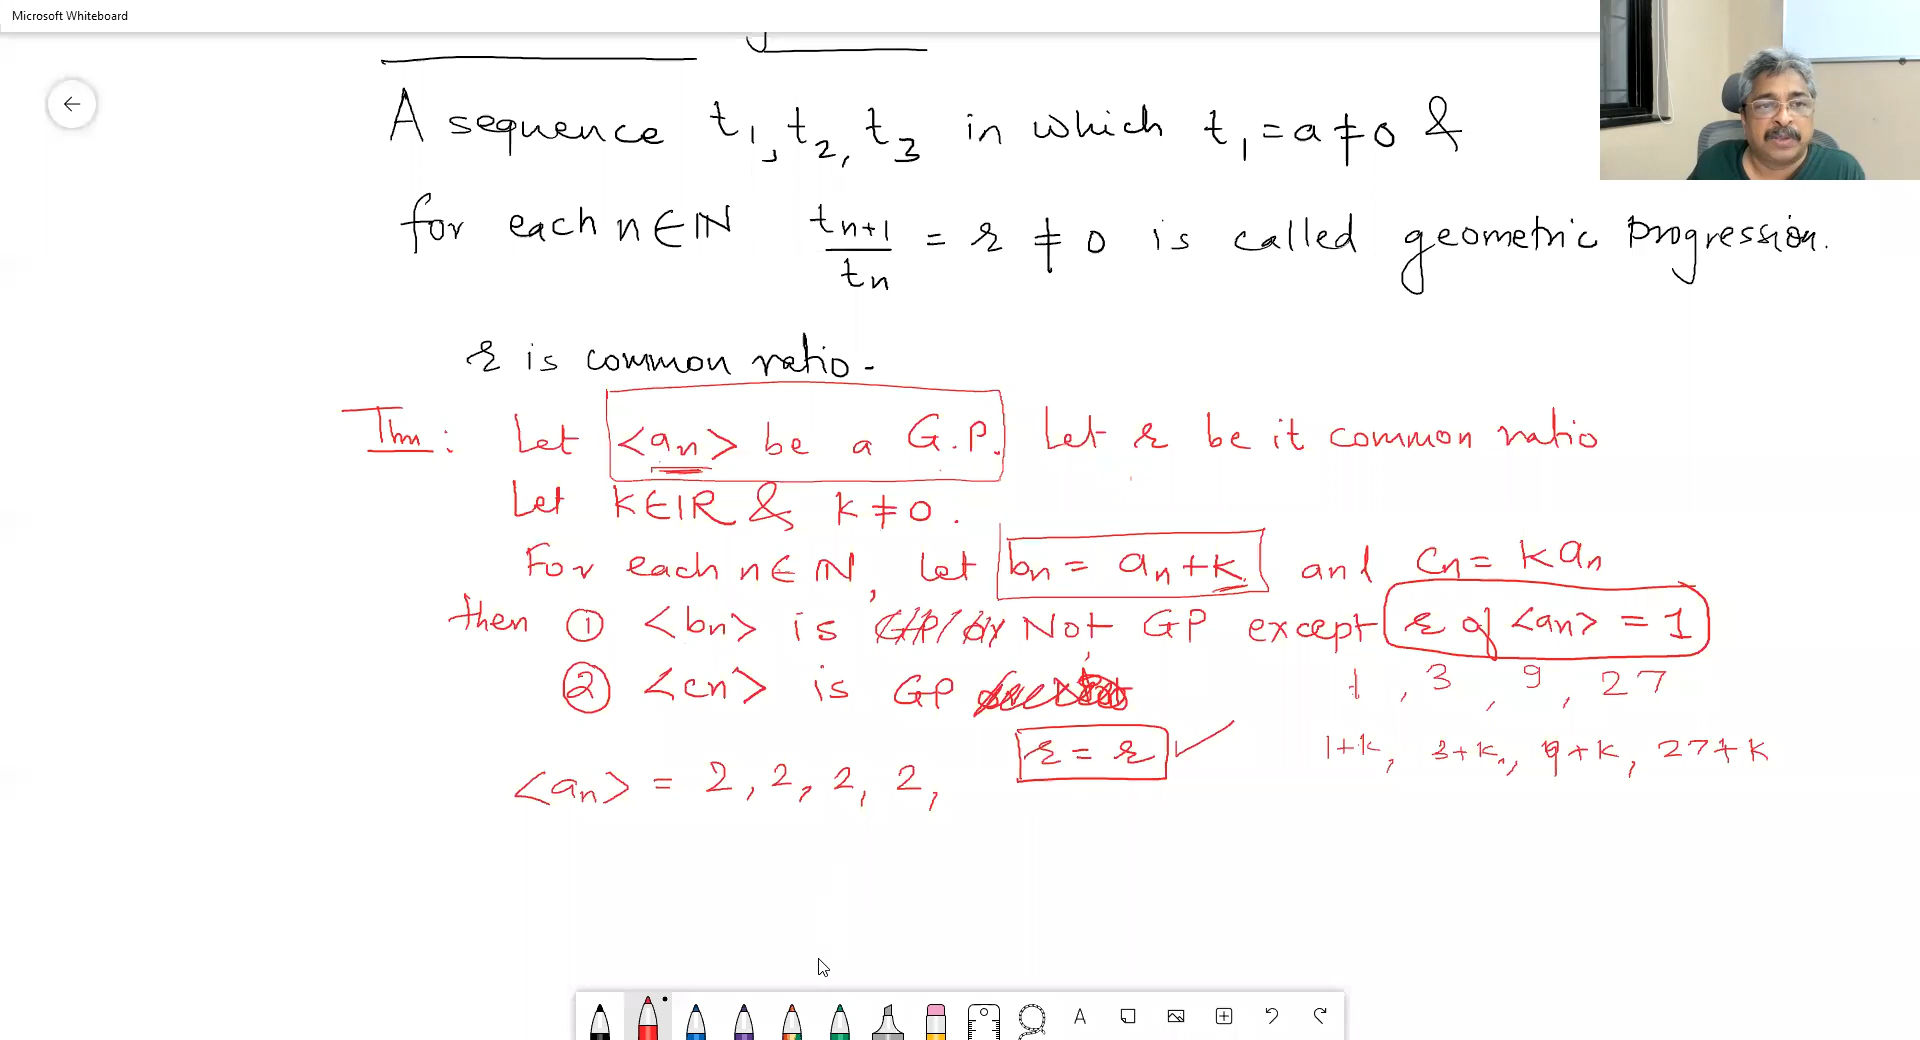 Microsoft Whiteboard
A sequence t1, t2, t3 in which t1 = a ≠ 0 &
for each n ∈ IN tn+1/tn = r ≠ 0 is called geometric progression.
r is common ratio.
Thm: Let <an> be a G.P. Let r be it common ratio
Let K ∈ IR & k ≠ 0.
For each n ∈ IN, let bn = an + k and cn = k an
then ① <bn> is Not GP except r of <an> = 1
② <cn> is GP
1, 3, 9, 27
r = r ✓
1+k, 3+k, 9+k, 27+k
<an> = 2, 2, 2, 2,
A